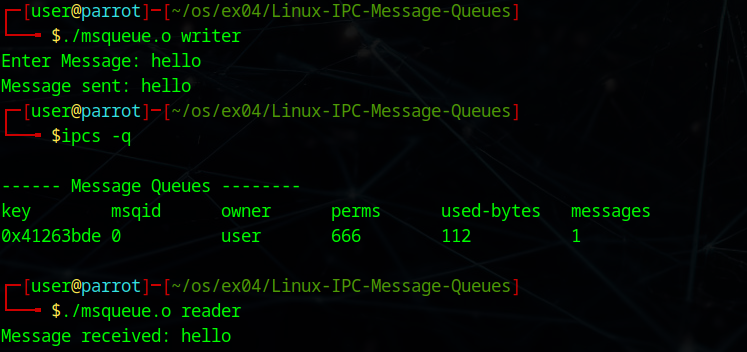 ┌─[user@parrot]─[~/os/ex04/Linux-IPC-Message-Queues]
└──╼ $./msqueue.o writer
Enter Message: hello
Message sent: hello
┌─[user@parrot]─[~/os/ex04/Linux-IPC-Message-Queues]
└──╼ $ipcs -q
------ Message Queues --------
key        msqid      owner      perms      used-bytes   messages
0x41263bde 0          user       666        112          1
┌─[user@parrot]─[~/os/ex04/Linux-IPC-Message-Queues]
└──╼ $./msqueue.o reader
Message received: hello